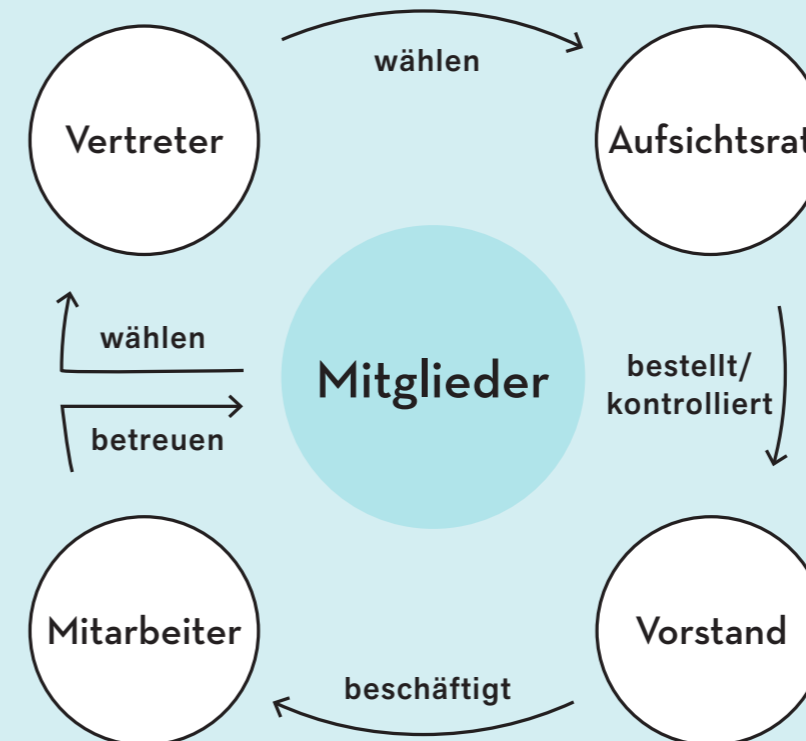 wählen
Vertreter
Aufsichtsrat
wählen
Mitglieder
bestellt/
kontrolliert
betreuen
Mitarbeiter
Vorstand
beschäftigt